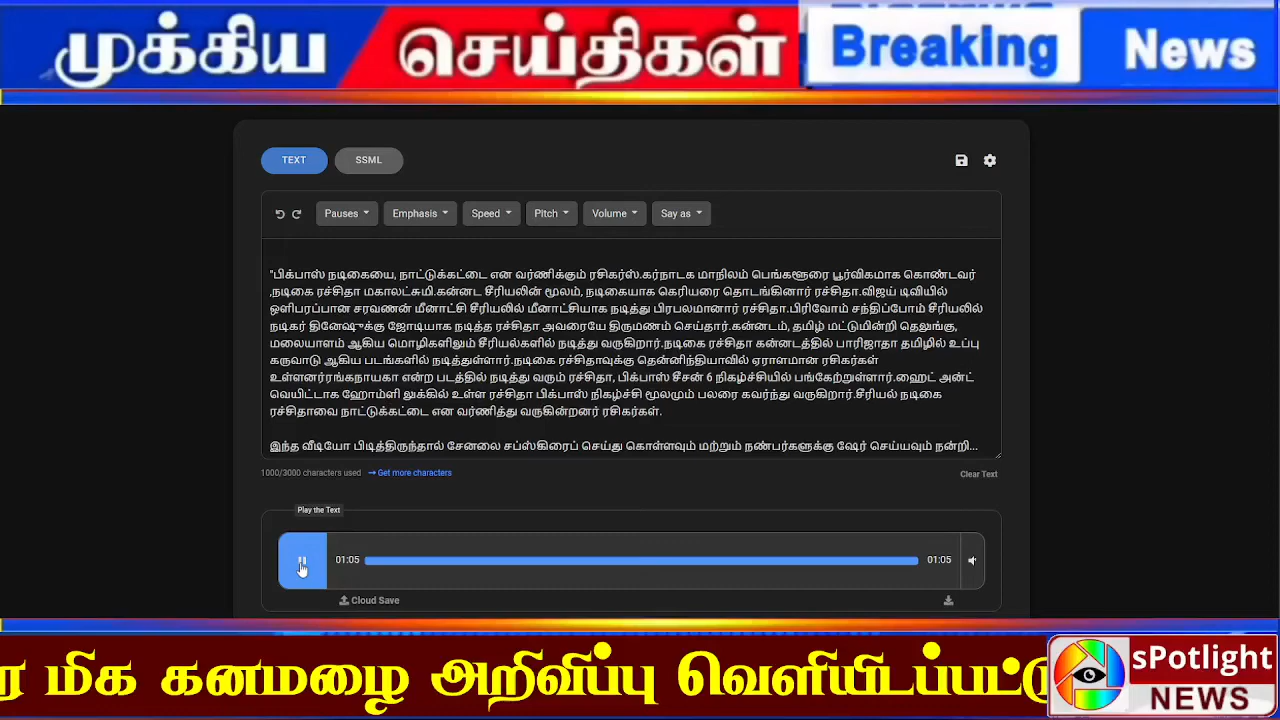 முக்கிய செய்திகள் Breaking News
TEXT SSML
Pauses Emphasis Speed Pitch Volume Say as
"பிக்பாஸ் நடிகையை, நாட்டுக்கட்டை என வர்ணிக்கும் ரசிகர்ஸ்.கர்நாடக மாநிலம் பெங்களூரை பூர்விகமாக கொண்டவர்
,நடிகை ரச்சிதா மகாலட்சுமி.கன்னட சீரியலின் மூலம், நடிகையாக கெரியரை தொடங்கினார் ரச்சிதா.விஜய் டிவியில்
ஒளிபரப்பான சரவணன் மீனாட்சி சீரியலில் மீனாட்சியாக நடித்து பிரபலமானார் ரச்சிதா.பிரிவோம் சந்திப்போம் சீரியலில்
நடிகர் தினேஷுக்கு ஜோடியாக நடித்த ரச்சிதா அவரையே திருமணம் செய்தார்.கன்னடம், தமிழ் மட்டுமின்றி தெலுங்கு,
மலையாளம் ஆகிய மொழிகளிலும் சீரியல்களில் நடித்து வருகிறார்.நடிகை ரச்சிதா கன்னடத்தில் பாரிஜாதா தமிழில் உப்பு
கருவாடு ஆகிய படங்களில் நடித்துள்ளார்.நடிகை ரச்சிதாவுக்கு தென்னிந்தியாவில் ஏராளமான ரசிகர்கள்
உள்ளனர்ரங்கநாயகா என்ற படத்தில் நடித்து வரும் ரச்சிதா, பிக்பாஸ் சீசன் 6 நிகழ்ச்சியில் பங்கேற்றுள்ளார்.ஹைட் அன்ட்
வெயிட்டாக ஹோம்ளி லுக்கில் உள்ள ரச்சிதா பிக்பாஸ் நிகழ்ச்சி மூலமும் பலரை கவர்ந்து வருகிறார்.சீரியல் நடிகை
ரச்சிதாவை நாட்டுக்கட்டை என வர்ணித்து வருகின்றனர் ரசிகர்கள்.
இந்த வீடியோ பிடித்திருந்தால் சேனலை சப்ஸ்கிரைப் செய்து கொள்ளவும் மற்றும் நண்பர்களுக்கு ஷேர் செய்யவும் நன்றி...
1000/3000 characters used → Get more characters Clear Text
Play the Text
01:05 01:05
Cloud Save
ர மிக கனமழை அறிவிப்பு வெளியிடப்பட்டு sPotlight
NEWS